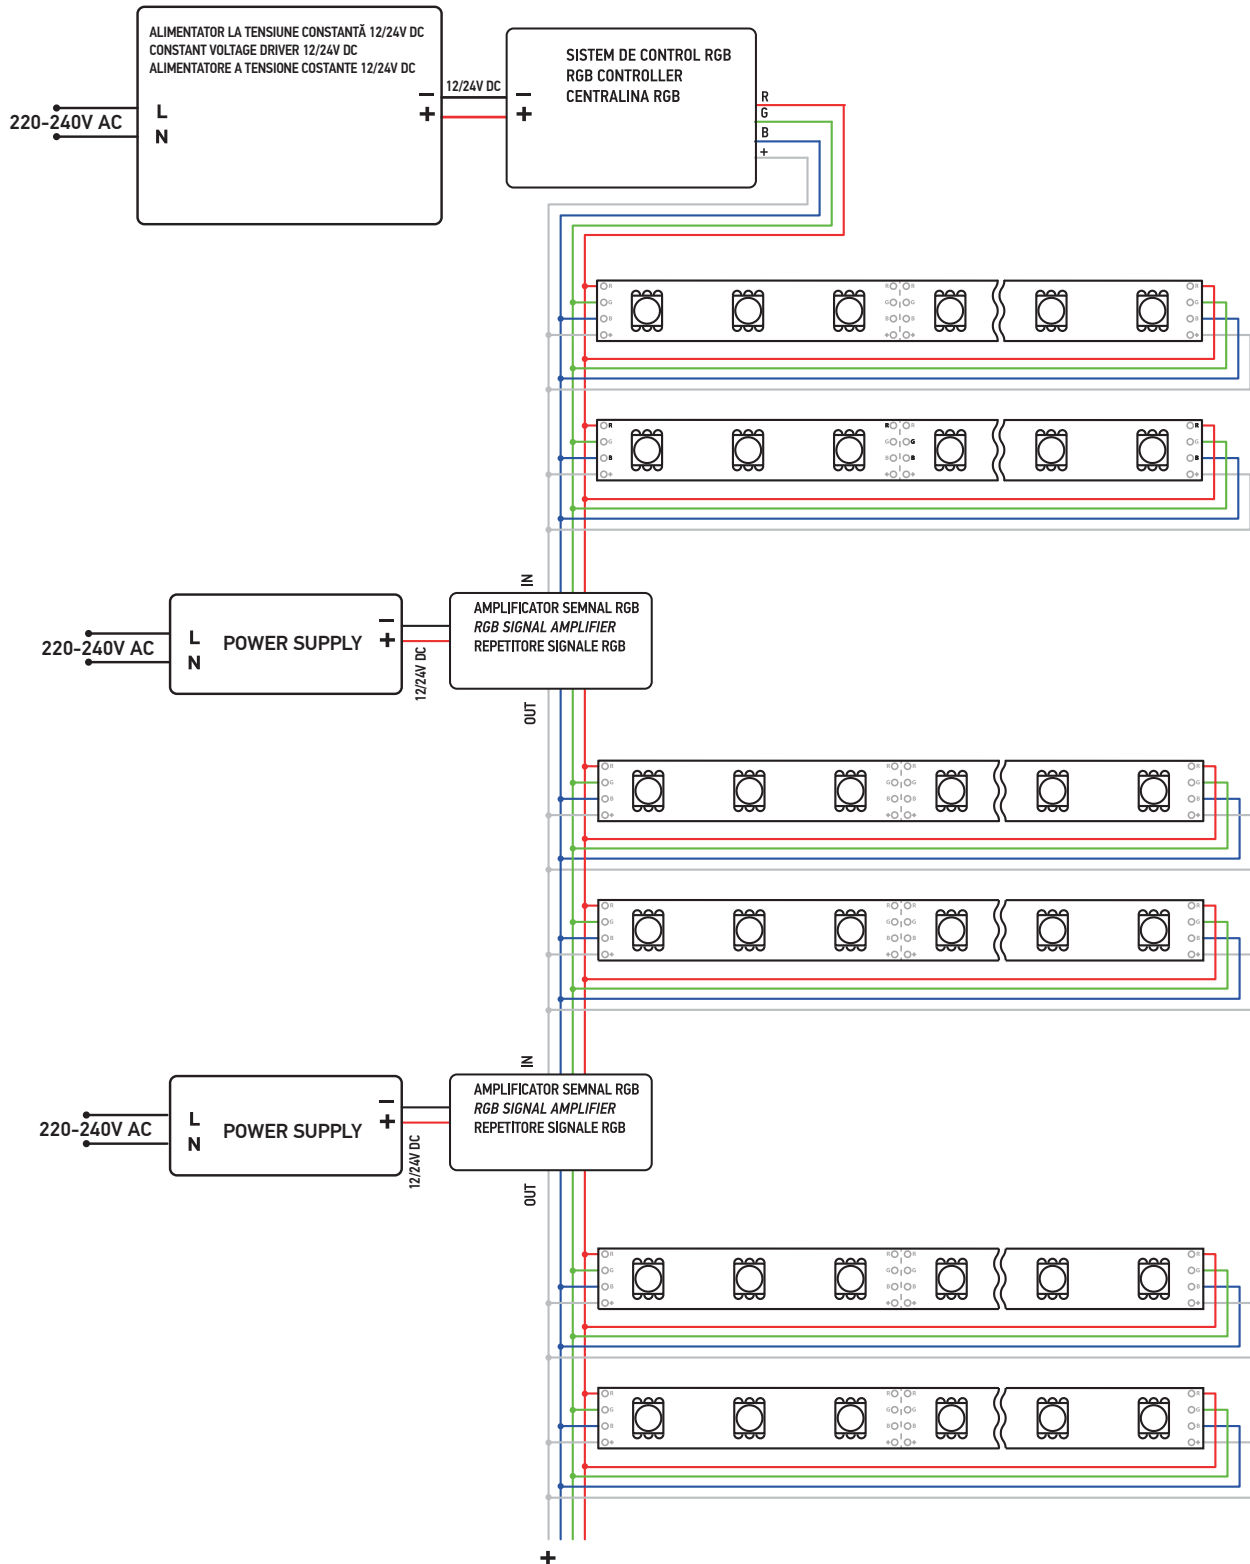 ALIMENTATOR LA TENSIUNE CONSTANTĂ 12/24V DC
CONSTANT VOLTAGE DRIVER 12/24V DC
ALIMENTATORE A TENSIONE COSTANTE 12/24V DC
220-240V AC
L
N
−
+
12/24V DC
−
+
SISTEM DE CONTROL RGB
RGB CONTROLLER
CENTRALINA RGB
R
G
B
+
R R R R
G G G G
B B B B
+ + + +
R R R R
G G G G
B B B B
+ + + +
IN
220-240V AC
L
N
POWER SUPPLY
−
+
12/24V DC
AMPLIFICATOR SEMNAL RGB
RGB SIGNAL AMPLIFIER
REPETITORE SIGNALE RGB
OUT
R R R R
G G G G
B B B B
+ + + +
R R R R
G G G G
B B B B
+ + + +
IN
220-240V AC
L
N
POWER SUPPLY
−
+
12/24V DC
AMPLIFICATOR SEMNAL RGB
RGB SIGNAL AMPLIFIER
REPETITORE SIGNALE RGB
OUT
R R R R
G G G G
B B B B
+ + + +
R R R R
G G G G
B B B B
+ + + +
+